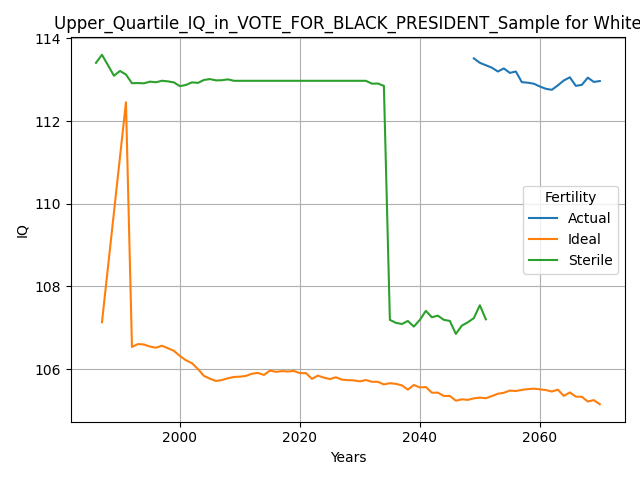 Upper_Quartile_IQ_in_VOTE_FOR_BLACK_PRESIDENT_Sample for White
114
112
110
108
106
IQ
Fertility
Actual
Ideal
Sterile
2000
2020
2040
2060
Years